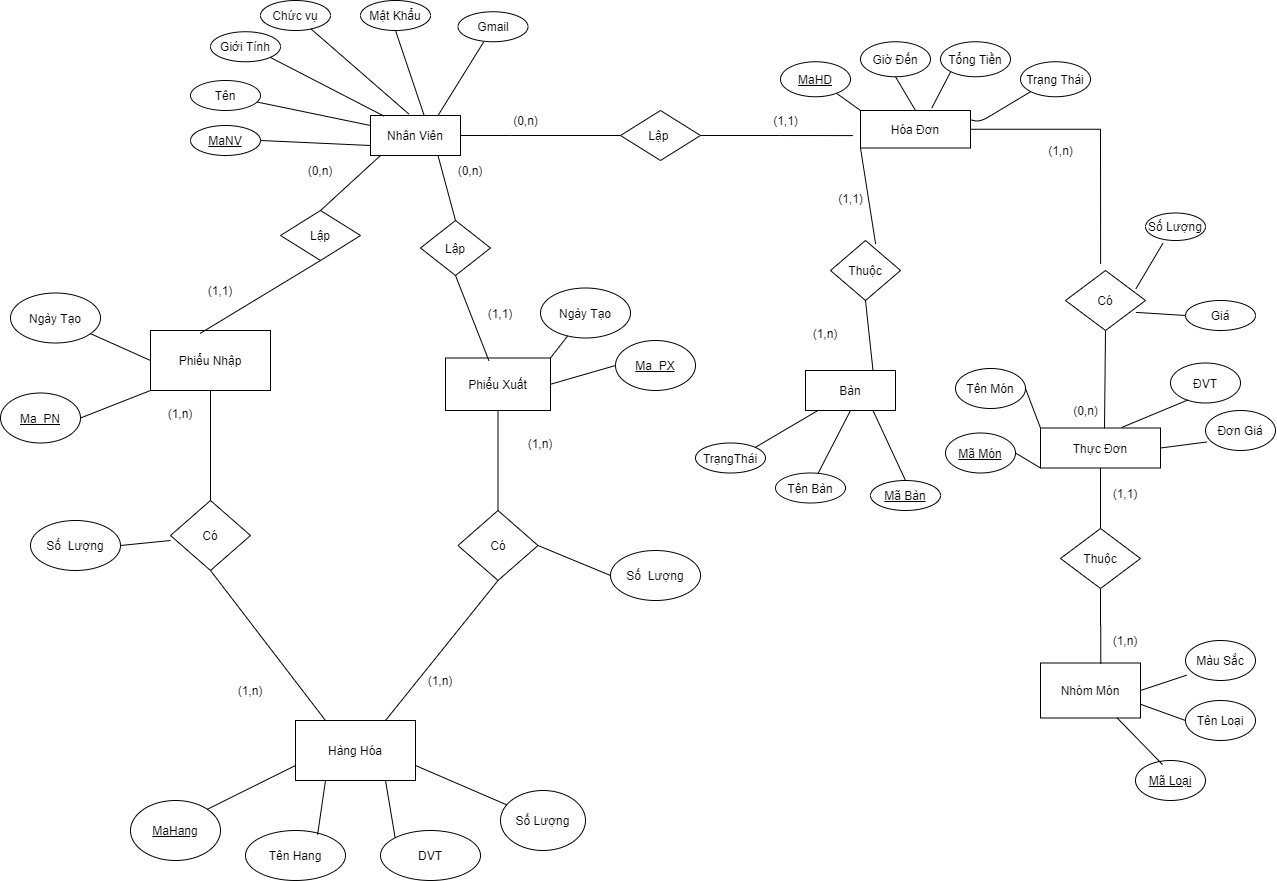 Chức vụ
Mật Khẩu
Gmail
Giới Tính
Tên
MaNV
Nhân Viên
(0,n)
Lập
(1,1)
MaHD
Giờ Đến
Tổng Tiền
Trạng Thái
Hóa Đơn
(1,n)
(0,n)
(0,n)
(1,1)
Lập
Lập
Thuộc
Số Lượng
Có
Giá
(1,1)
(1,1)
(1,n)
Ngày Tạo
Phiếu Nhập
Ma_PN
(1,n)
Ngày Tạo
Phiếu Xuất
Ma_PX
(1,n)
Bàn
TrạngThái
Tên Bàn
Mã Bàn
Tên Món
(0,n)
ĐVT
Đơn Giá
Mã Món
Thực Đơn
(1,1)
Số Lượng
Có
Có
Số Lượng
Thuộc
(1,n)
(1,n)
(1,n)
Nhóm Món
Màu Sắc
Tên Loại
Mã Loại
Hàng Hóa
MaHang
Tên Hang
DVT
Số Lượng